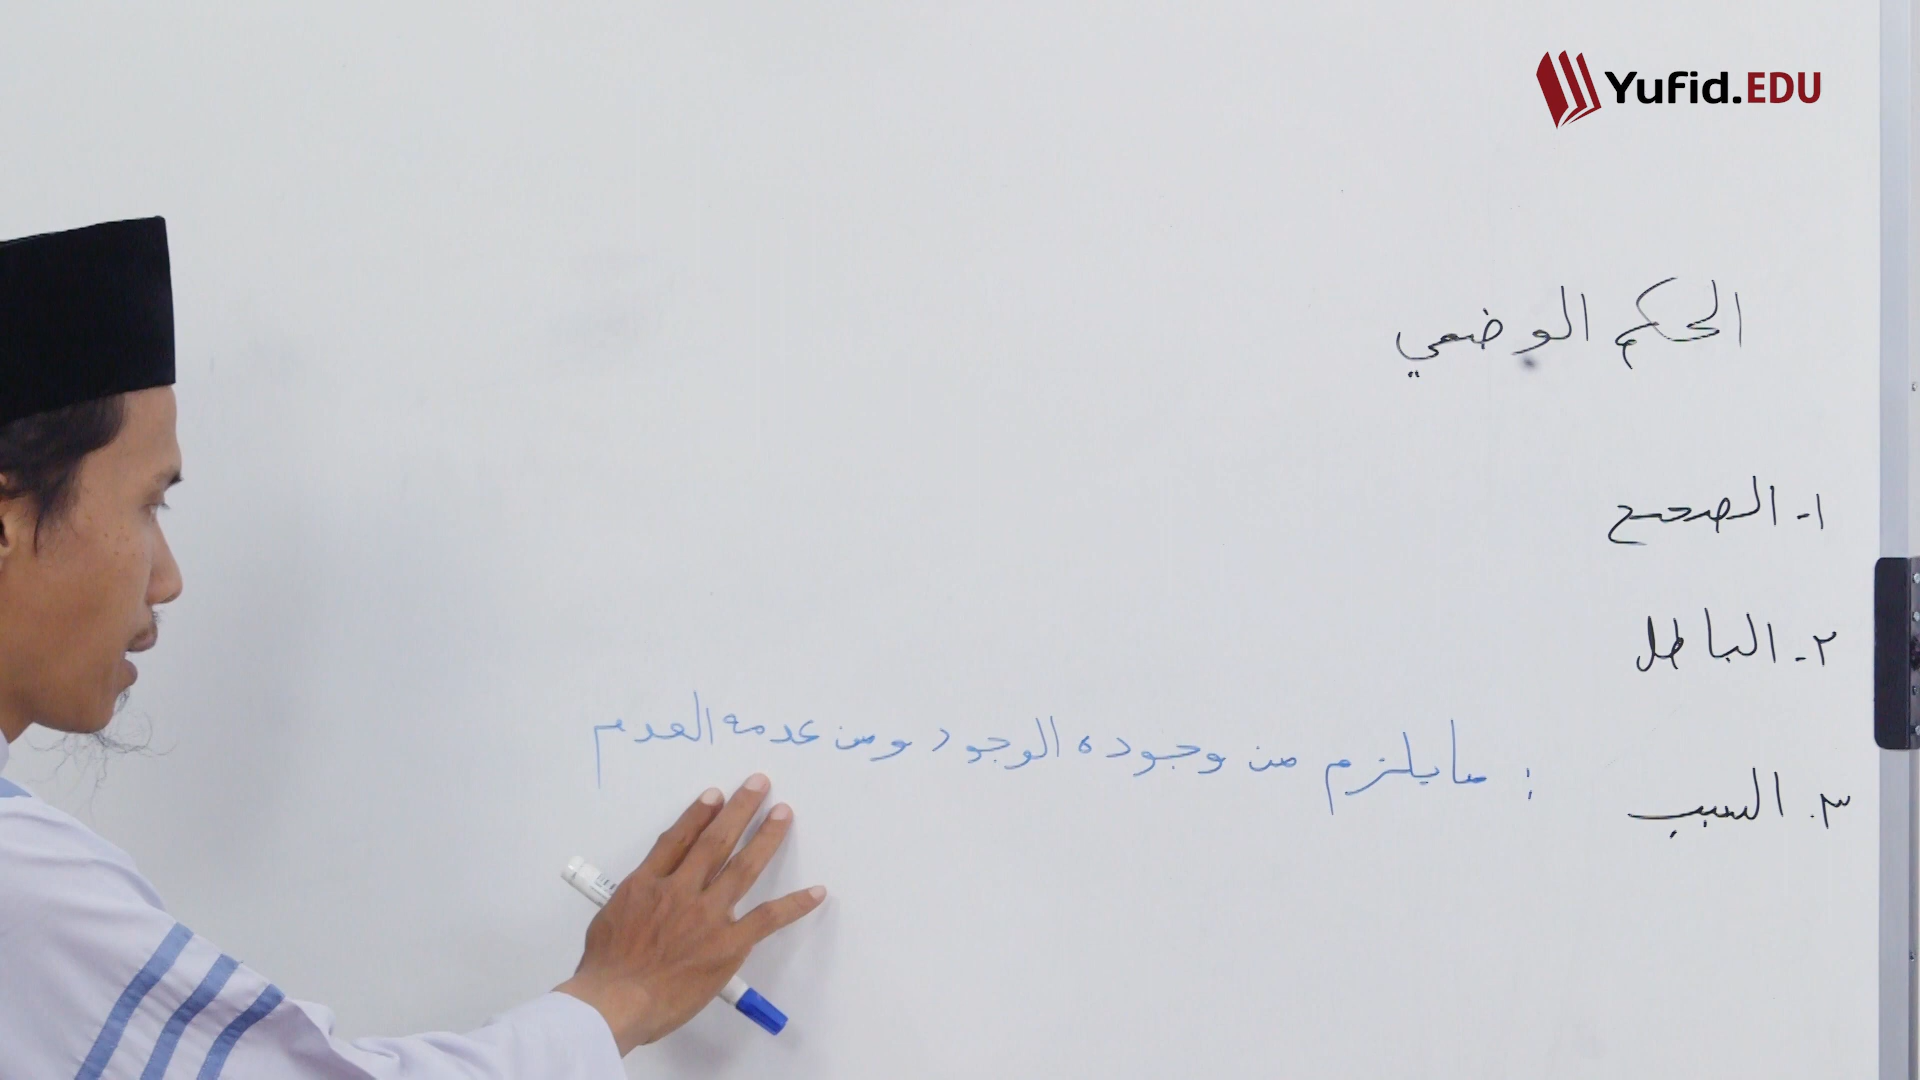 Yufid.EDU
الحكم الوضعي
١- الصحيح
٢- الباطل
٣. السبب : ما يلزم من وجوده الوجود ومن عدمه العدم